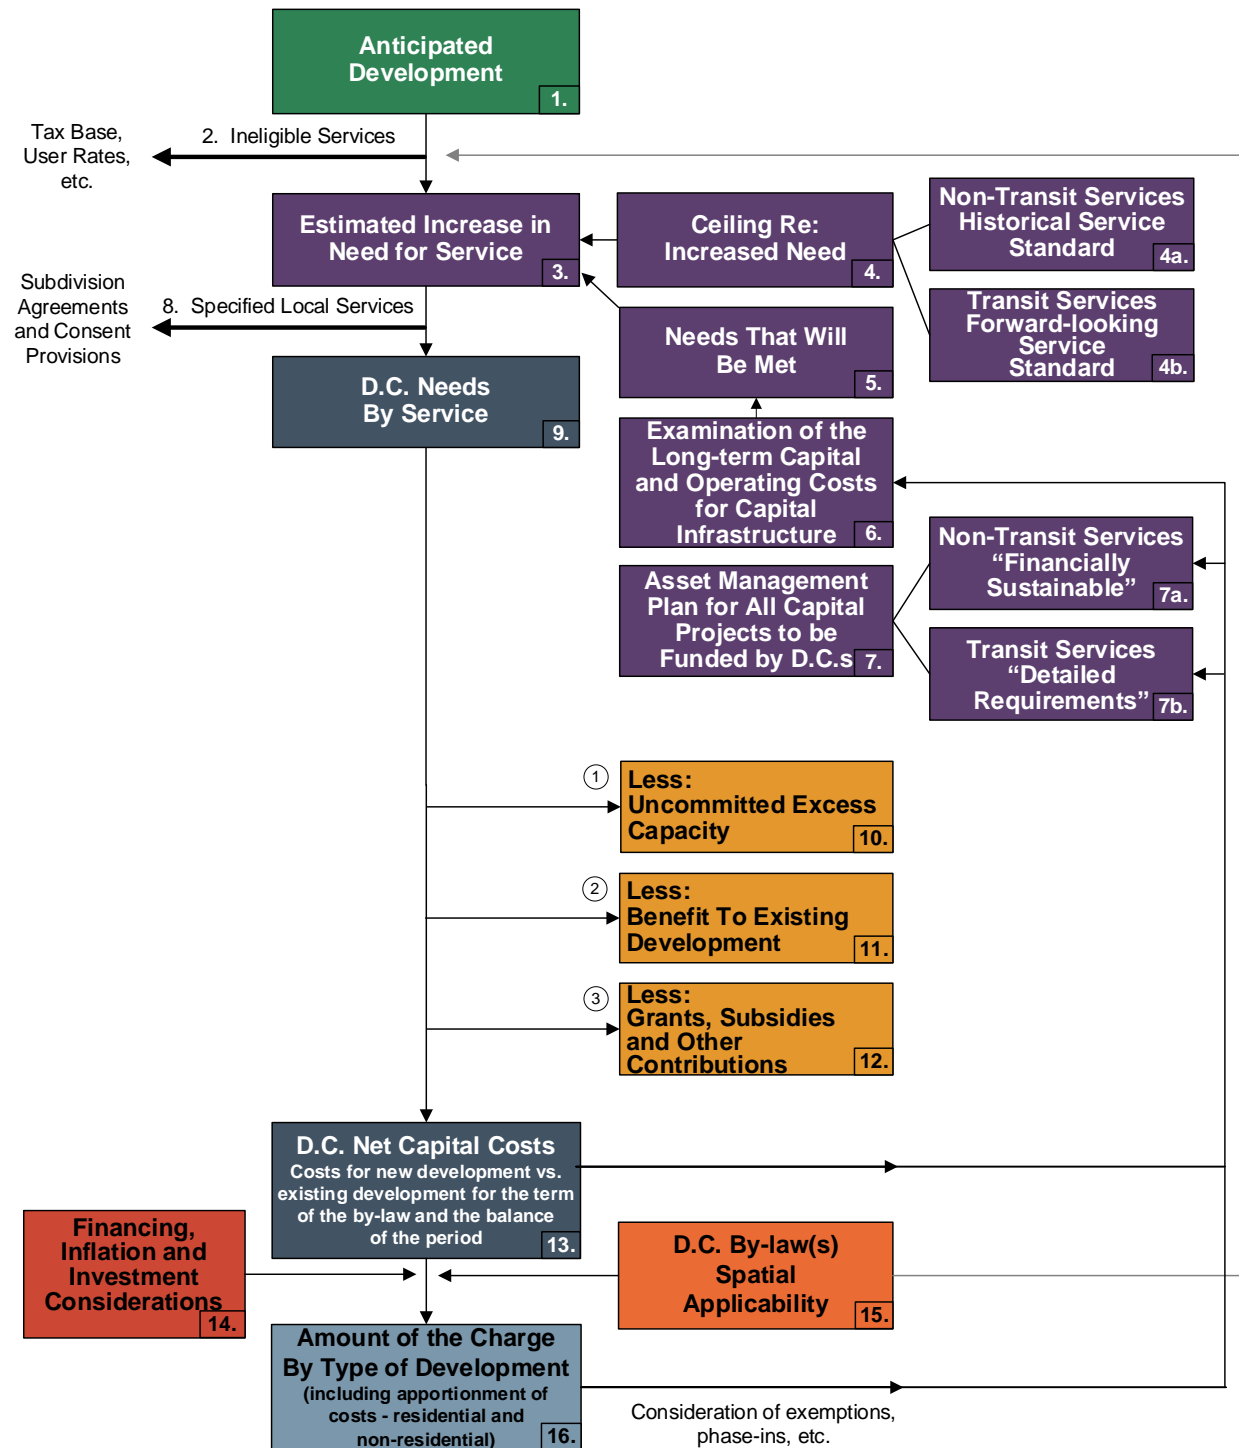 Anticipated
Development
1.
2. Ineligible Services
Tax Base,
User Rates,
etc.
Estimated Increase in
Need for Service
3.
Ceiling Re:
Increased Need
4.
Non-Transit Services
Historical Service
Standard
4a.
Transit Services
Forward-looking
Service
Standard
4b.
Subdivision
Agreements
and Consent
Provisions
8. Specified Local Services
Needs That Will
Be Met
5.
D.C. Needs
By Service
9.
Examination of the
Long-term Capital
and Operating Costs
for Capital
Infrastructure
6.
Asset Management
Plan for All Capital
Projects to be
Funded by D.C.s
7.
Non-Transit Services
“Financially
Sustainable”
7a.
Transit Services
“Detailed
Requirements”
7b.
1
Less:
Uncommitted Excess
Capacity
10.
2
Less:
Benefit To Existing
Development
11.
3
Less:
Grants, Subsidies
and Other
Contributions
12.
D.C. Net Capital Costs
Costs for new development vs.
existing development for the term
of the by-law and the balance
of the period
13.
Financing,
Inflation and
Investment
Considerations
14.
D.C. By-law(s)
Spatial
Applicability
15.
Amount of the Charge
By Type of Development
(including apportionment of
costs - residential and
non-residential)
16.
Consideration of exemptions,
phase-ins, etc.